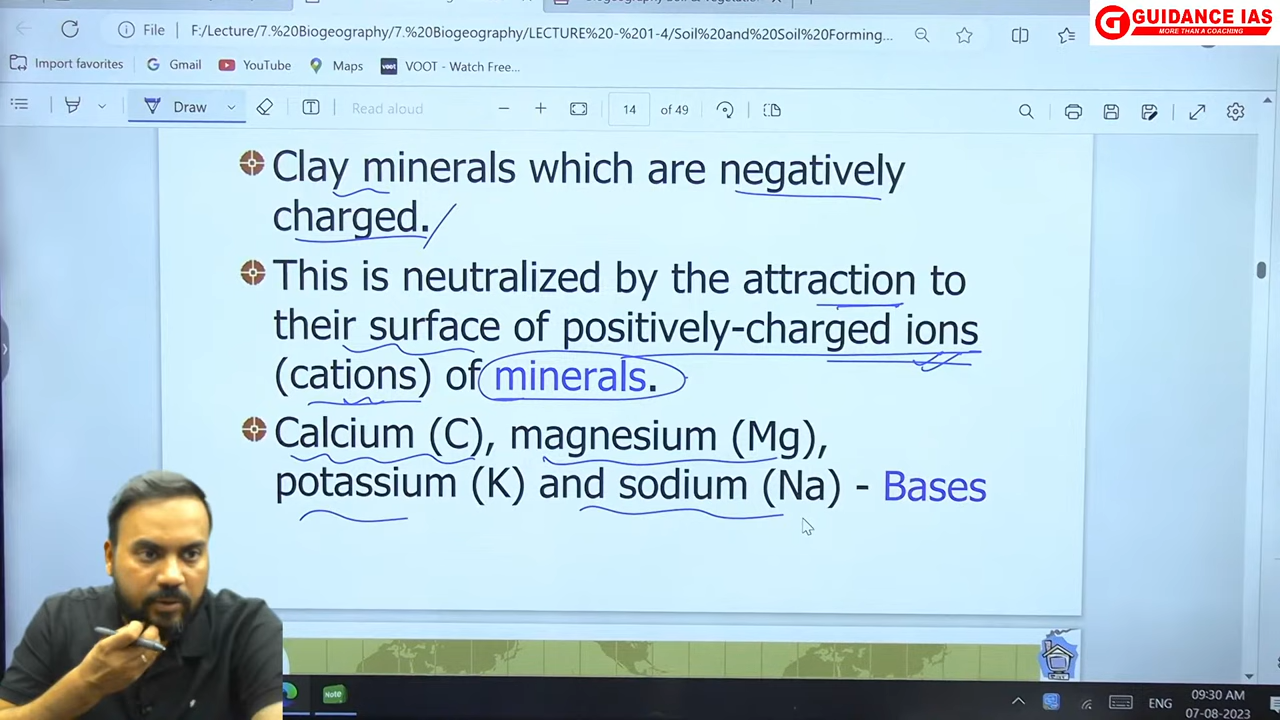 GUIDANCE IAS
MORE THAN A COACHING
File F:/Lecture/7.%20Biogeography/7.%20Biogeography/LECTURE%20-%201-4/Soil%20and%20Soil%20Forming...
Import favorites Gmail YouTube Maps VOOT - Watch Free...
Draw T Read aloud 14 of 49
Clay minerals which are negatively
charged.
This is neutralized by the attraction to
their surface of positively-charged ions
(cations) of minerals.
Calcium (C), magnesium (Mg),
potassium (K) and sodium (Na) - Bases
Note ENG 09:30 AM
07-08-2023